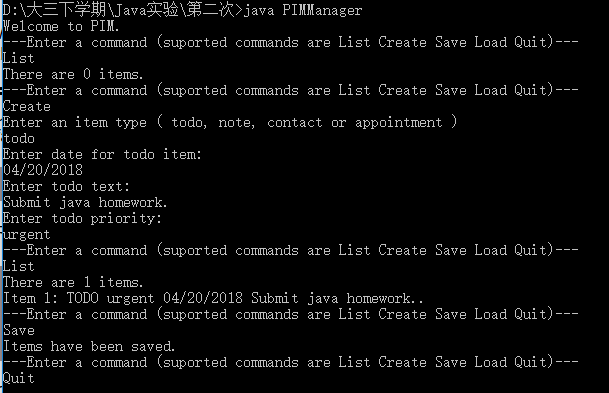 D:\大三下学期\Java实验\第二次>java PIMManager
Welcome to PIM.
---Enter a command (suported commands are List Create Save Load Quit)---
List
There are 0 items.
---Enter a command (suported commands are List Create Save Load Quit)---
Create
Enter an item type ( todo, note, contact or appointment )
todo
Enter date for todo item:
04/20/2018
Enter todo text:
Submit java homework.
Enter todo priority:
urgent
---Enter a command (suported commands are List Create Save Load Quit)---
List
There are 1 items.
Item 1: TODO urgent 04/20/2018 Submit java homework..
---Enter a command (suported commands are List Create Save Load Quit)---
Save
Items have been saved.
---Enter a command (suported commands are List Create Save Load Quit)---
Quit